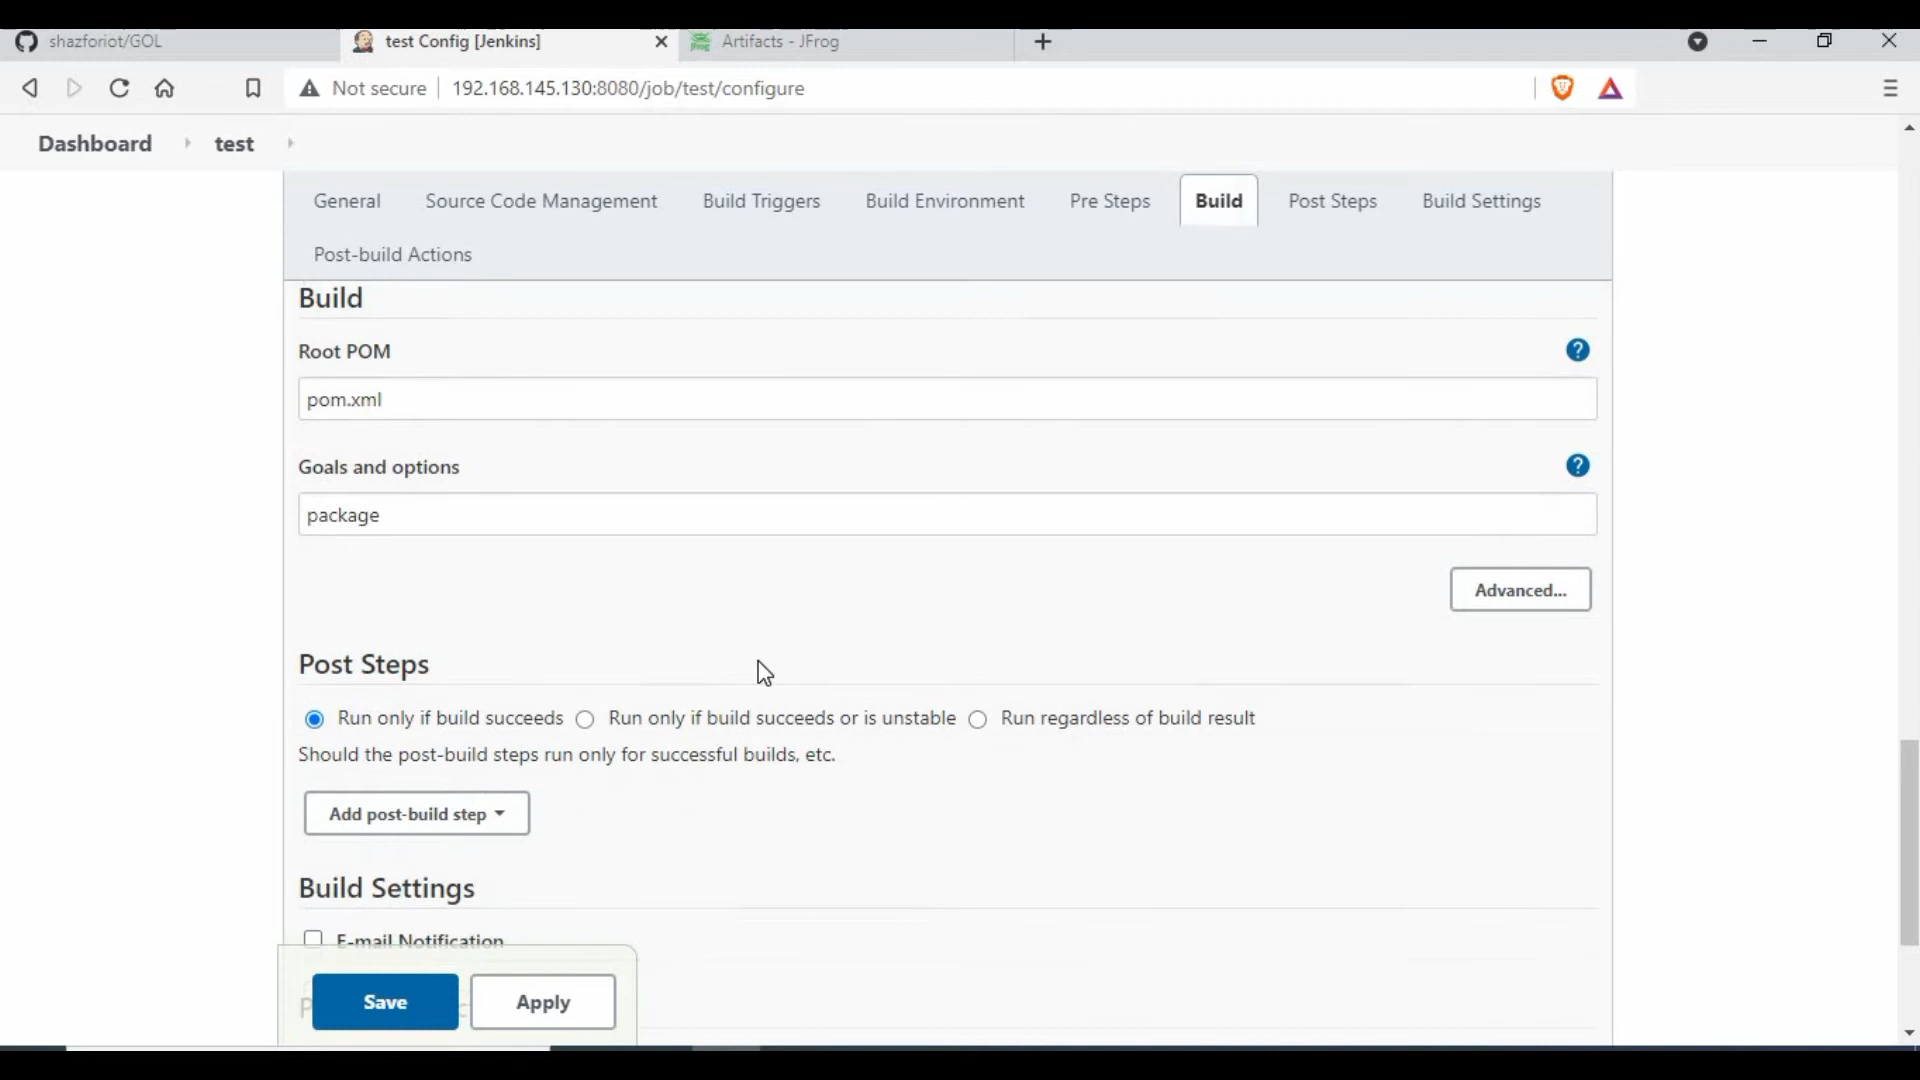 shazforiot/GOL
test Config [Jenkins]
Artifacts - JFrog
Not secure
192.168.145.130:8080/job/test/configure
Dashboard
test
General
Source Code Management
Build Triggers
Build Environment
Pre Steps
Build
Post Steps
Build Settings
Post-build Actions
Build
Root POM
?
pom.xml
Goals and options
?
package
Advanced...
Post Steps
Run only if build succeeds
Run only if build succeeds or is unstable
Run regardless of build result
Should the post-build steps run only for successful builds, etc.
Add post-build step
Build Settings
E-mail Notification
Save
Apply